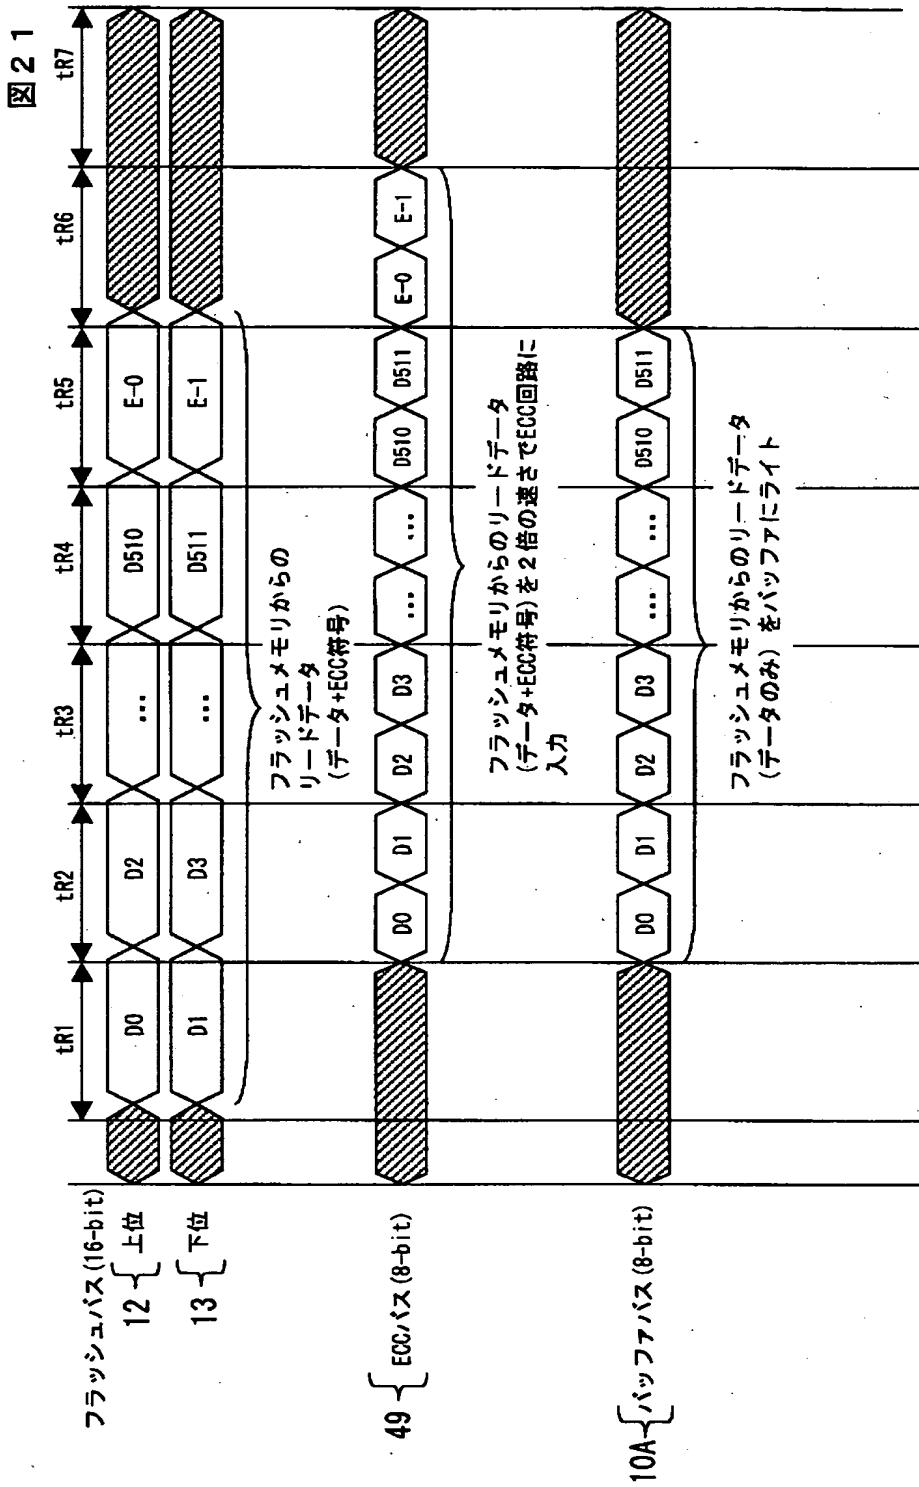 図21
tR1 tR2 tR3 tR4 tR5 tR6 tR7
フラッシュバス(16-bit)
12 上位 D0 D2 ... D510 E-0
13 下位 D1 D3 ... D511 E-1
フラッシュメモリからの
リードデータ
(データ+ECC符号)
49 ECCバス(8-bit) D0 D1 D2 D3 ... ... D510 D511 E-0 E-1
フラッシュメモリからのリードデータ
(データ+ECC符号)を2倍の速さでECC回路に
入力
10A バッファバス(8-bit) D0 D1 D2 D3 ... ... D510 D511
フラッシュメモリからのリードデータ
(データのみ)をバッファにライト